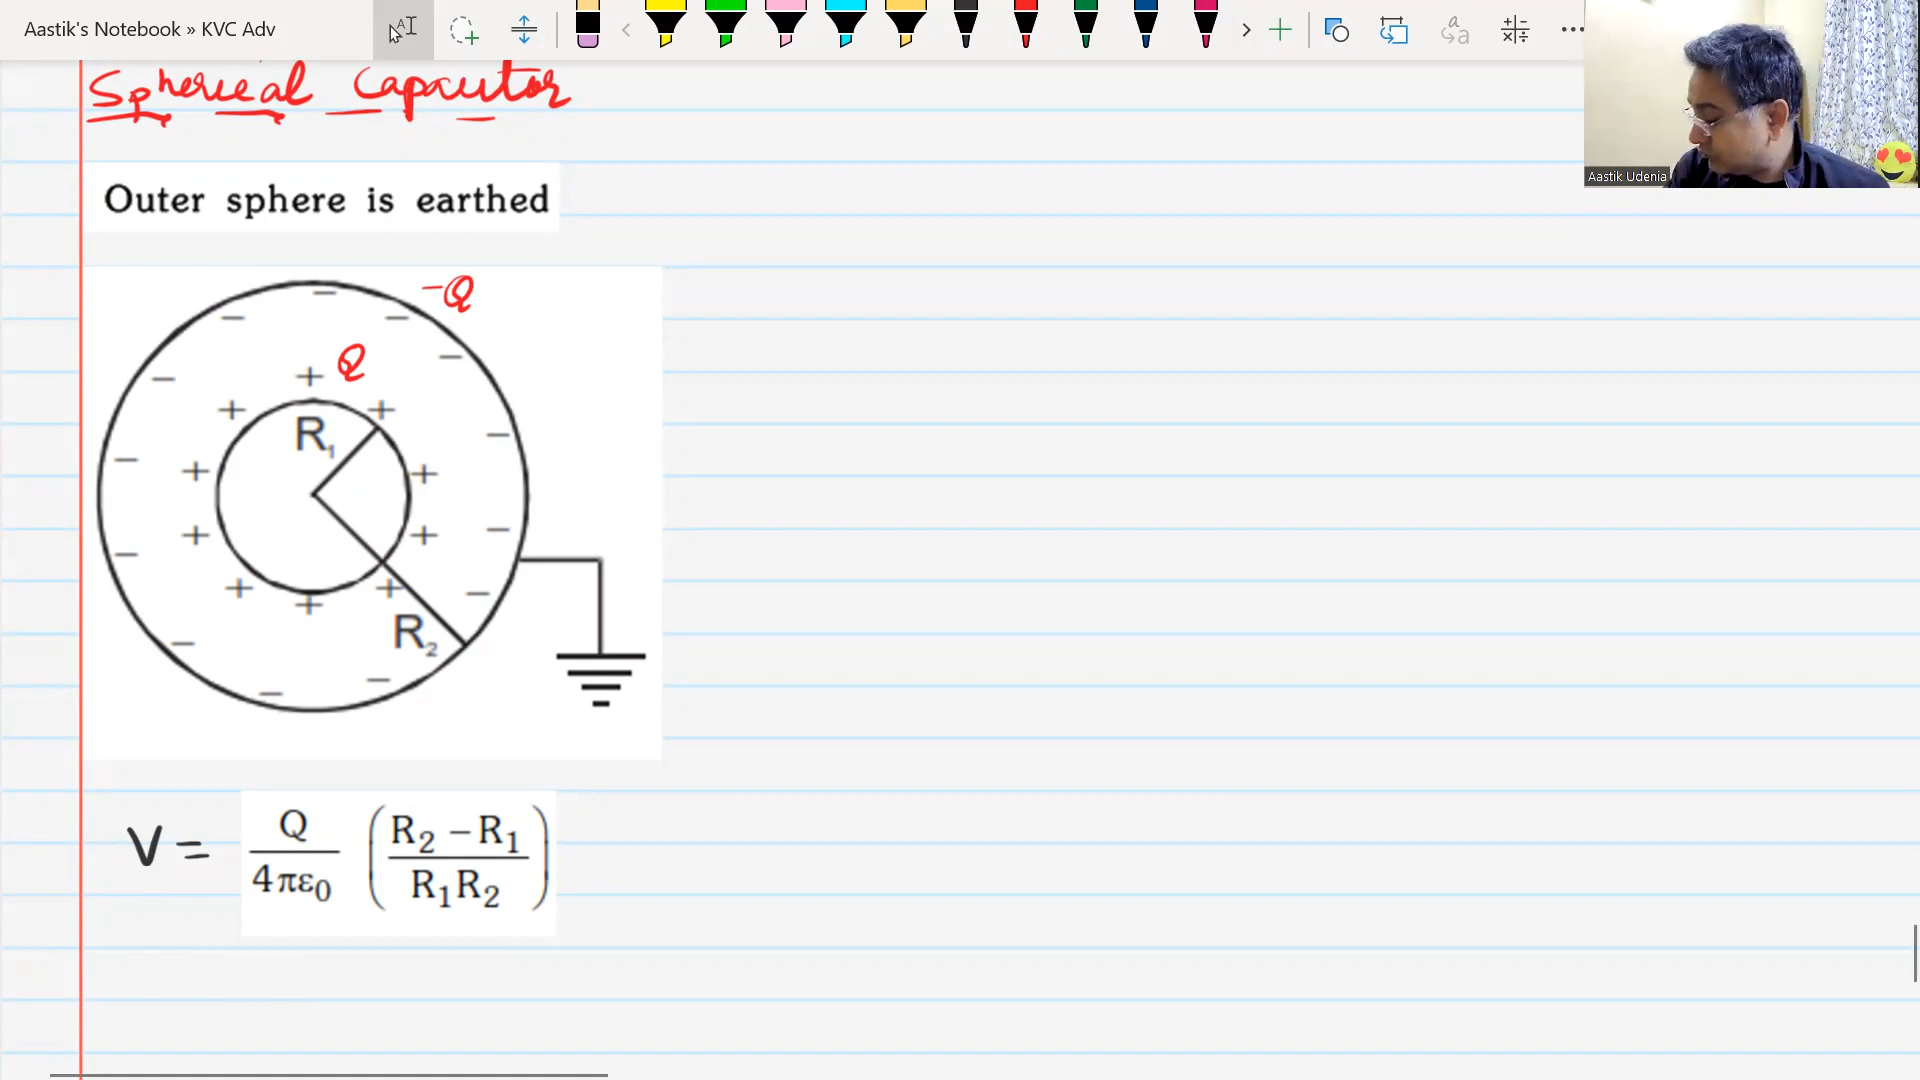 Aastik's Notebook » KVC Adv
Spherical Capacitor
Aastik Udenia
Outer sphere is earthed
-Q
Q
R₁
R₂
V = Q / 4πε₀ ( R₂ – R₁ / R₁R₂ )